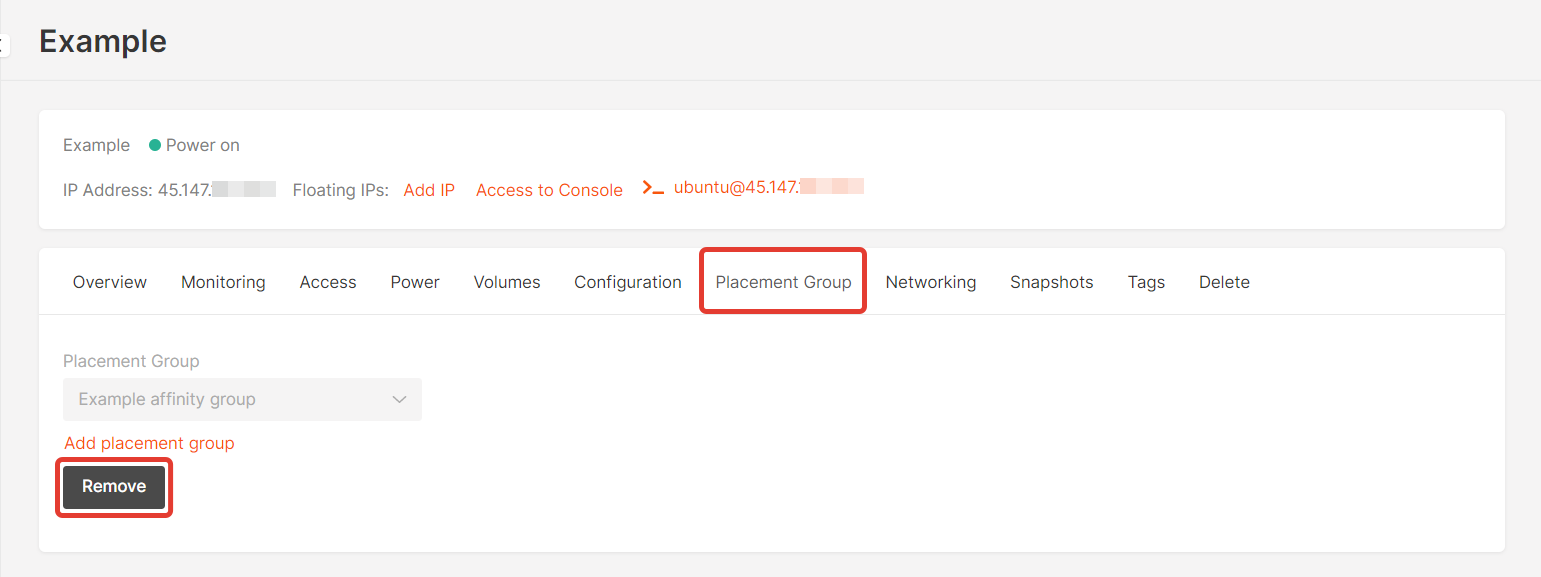 Example
Example Power on
IP Address: 45.147. Floating IPs: Add IP Access to Console ubuntu@45.147.
Overview Monitoring Access Power Volumes Configuration Placement Group Networking Snapshots Tags Delete
Placement Group
Example affinity group
Add placement group
Remove